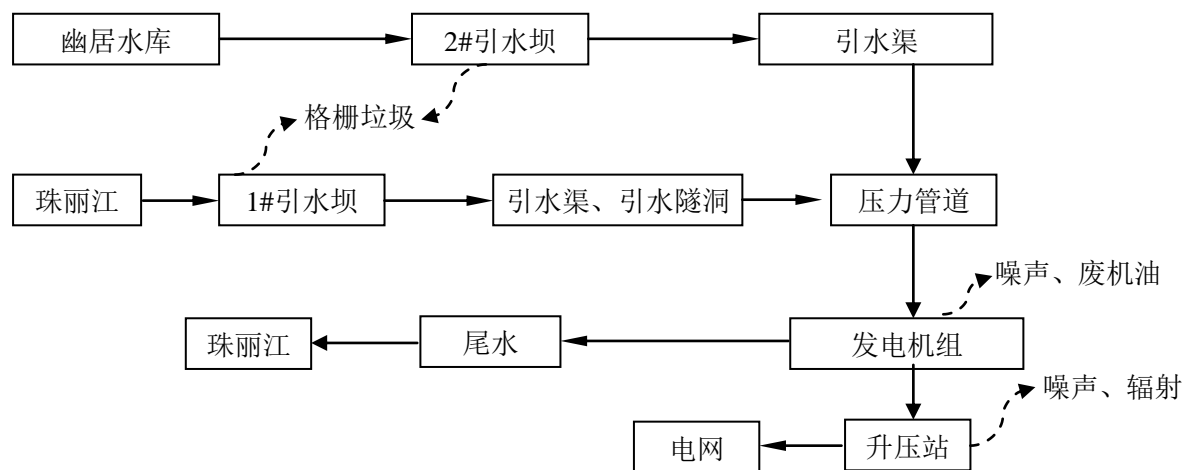 幽居水库
2#引水坝
引水渠
格栅垃圾
珠丽江
1#引水坝
引水渠、引水隧洞
压力管道
噪声、废机油
珠丽江
尾水
发电机组
噪声、辐射
电网
升压站